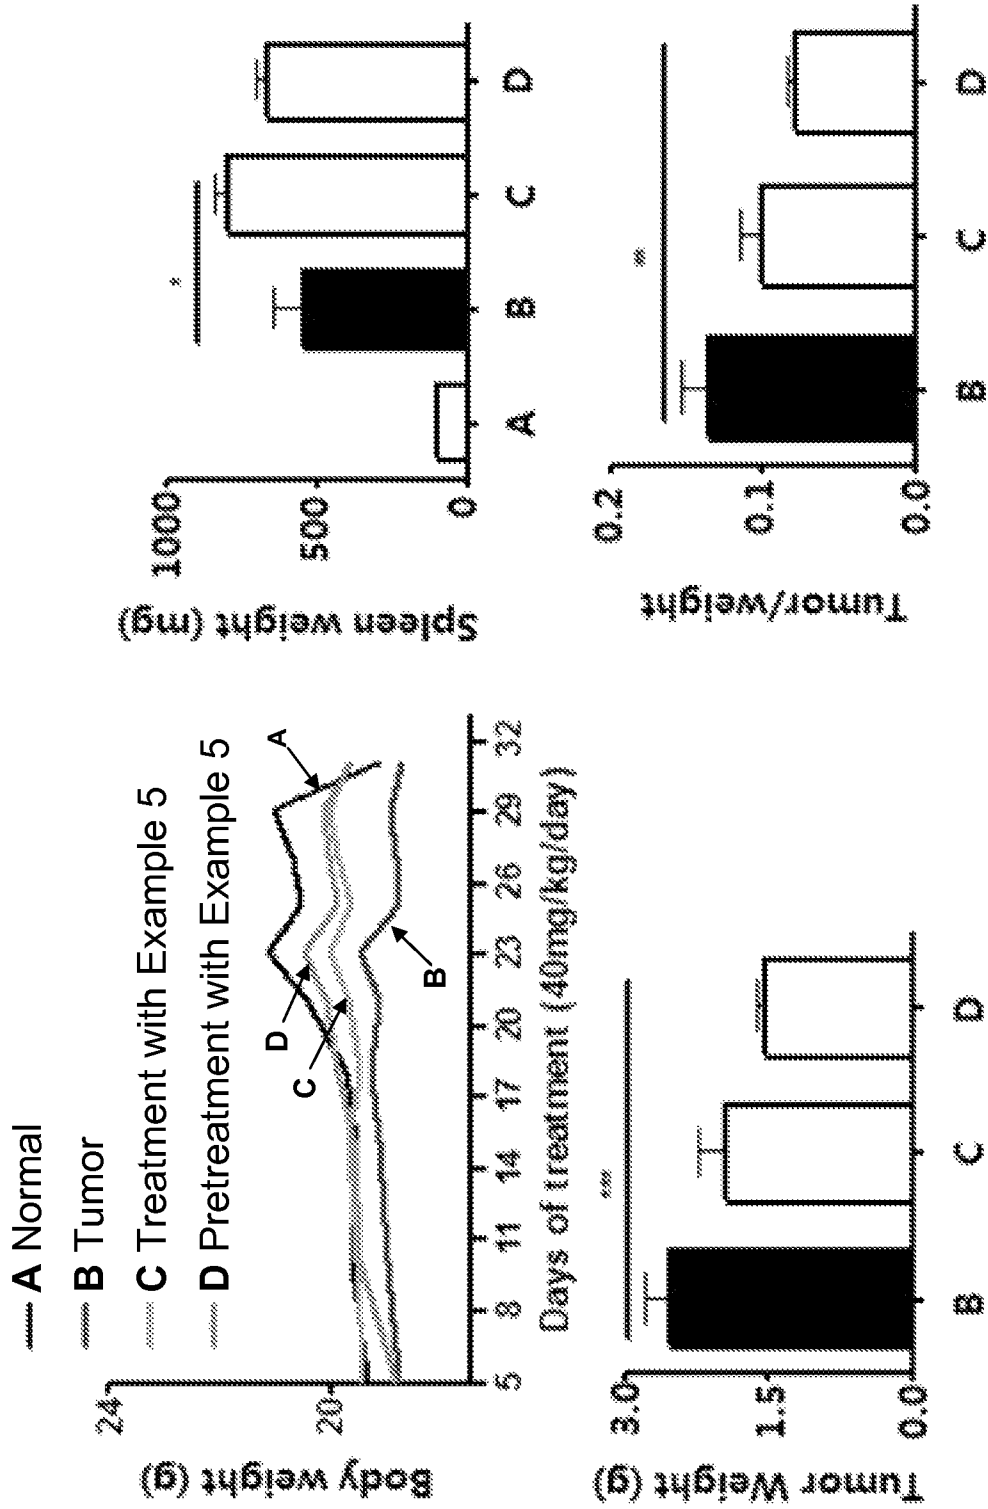 A Normal
B Tumor
C Treatment with Example 5
D Pretreatment with Example 5
Body weight (g)
24
20
A
D
C
B
5 8 11 14 17 20 23 26 29 32
Days of treatment (40mg/kg/day)
Spleen weight (mg)
1000
500
0
*
A B C D
Tumor Weight (g)
3.0
1.5
0.0
***
B C D
Tumor/weight
0.2
0.1
0.0
**
B C D